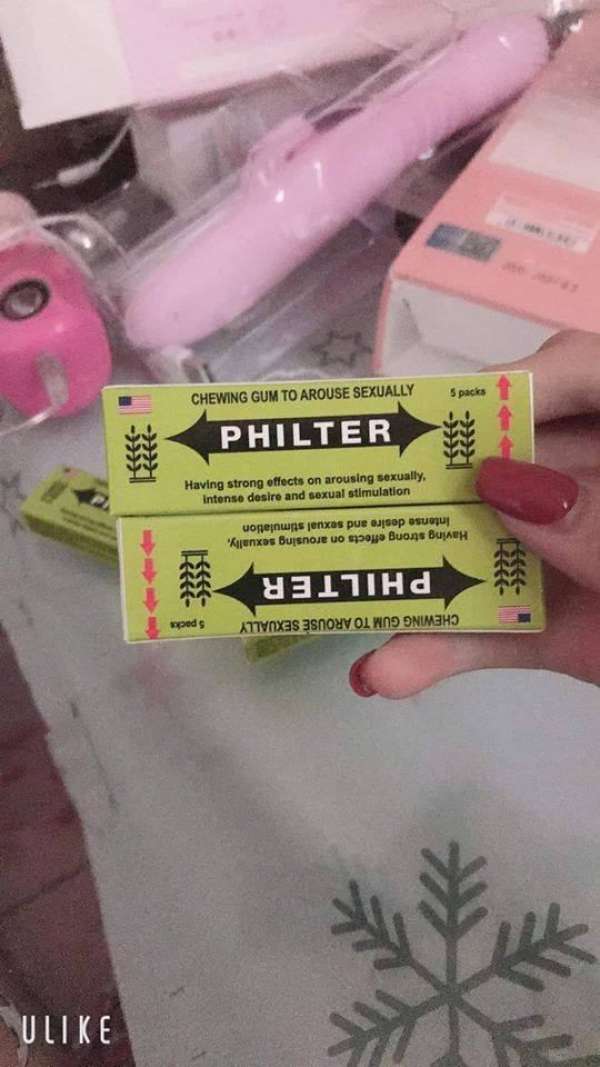 CHEWING GUM TO AROUSE SEXUALLY
5 packs
PHILTER
Having strong effects on arousing sexually,
intense desire and sexual stimulation
Having strong effects on arousing sexually,
intense desire and sexual stimulation
PHILTER
CHEWING GUM TO AROUSE SEXUALLY
5 packs
ULIKE